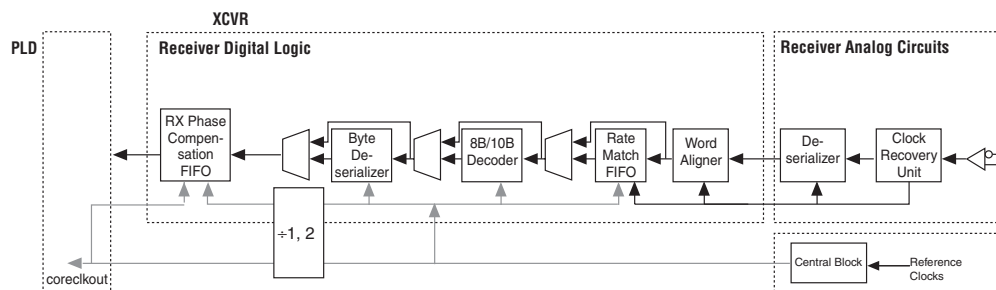 XCVR
PLD
Receiver Digital Logic
Receiver Analog Circuits
RX Phase
Compen-
sation
FIFO
Byte
De-
serializer
8B/10B
Decoder
Rate
Match
FIFO
Word
Aligner
De-
serializer
Clock
Recovery
Unit
÷1, 2
coreclkout
Central Block
Reference
Clocks